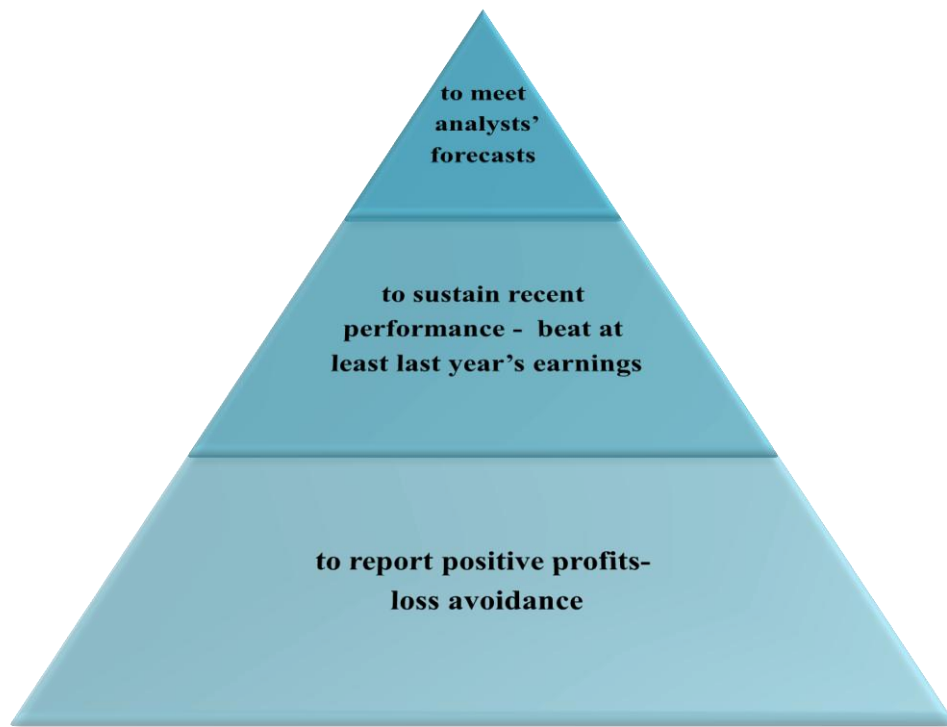 to meet
analysts’
forecasts
to sustain recent
performance - beat at
least last year’s earnings
to report positive profits-
loss avoidance